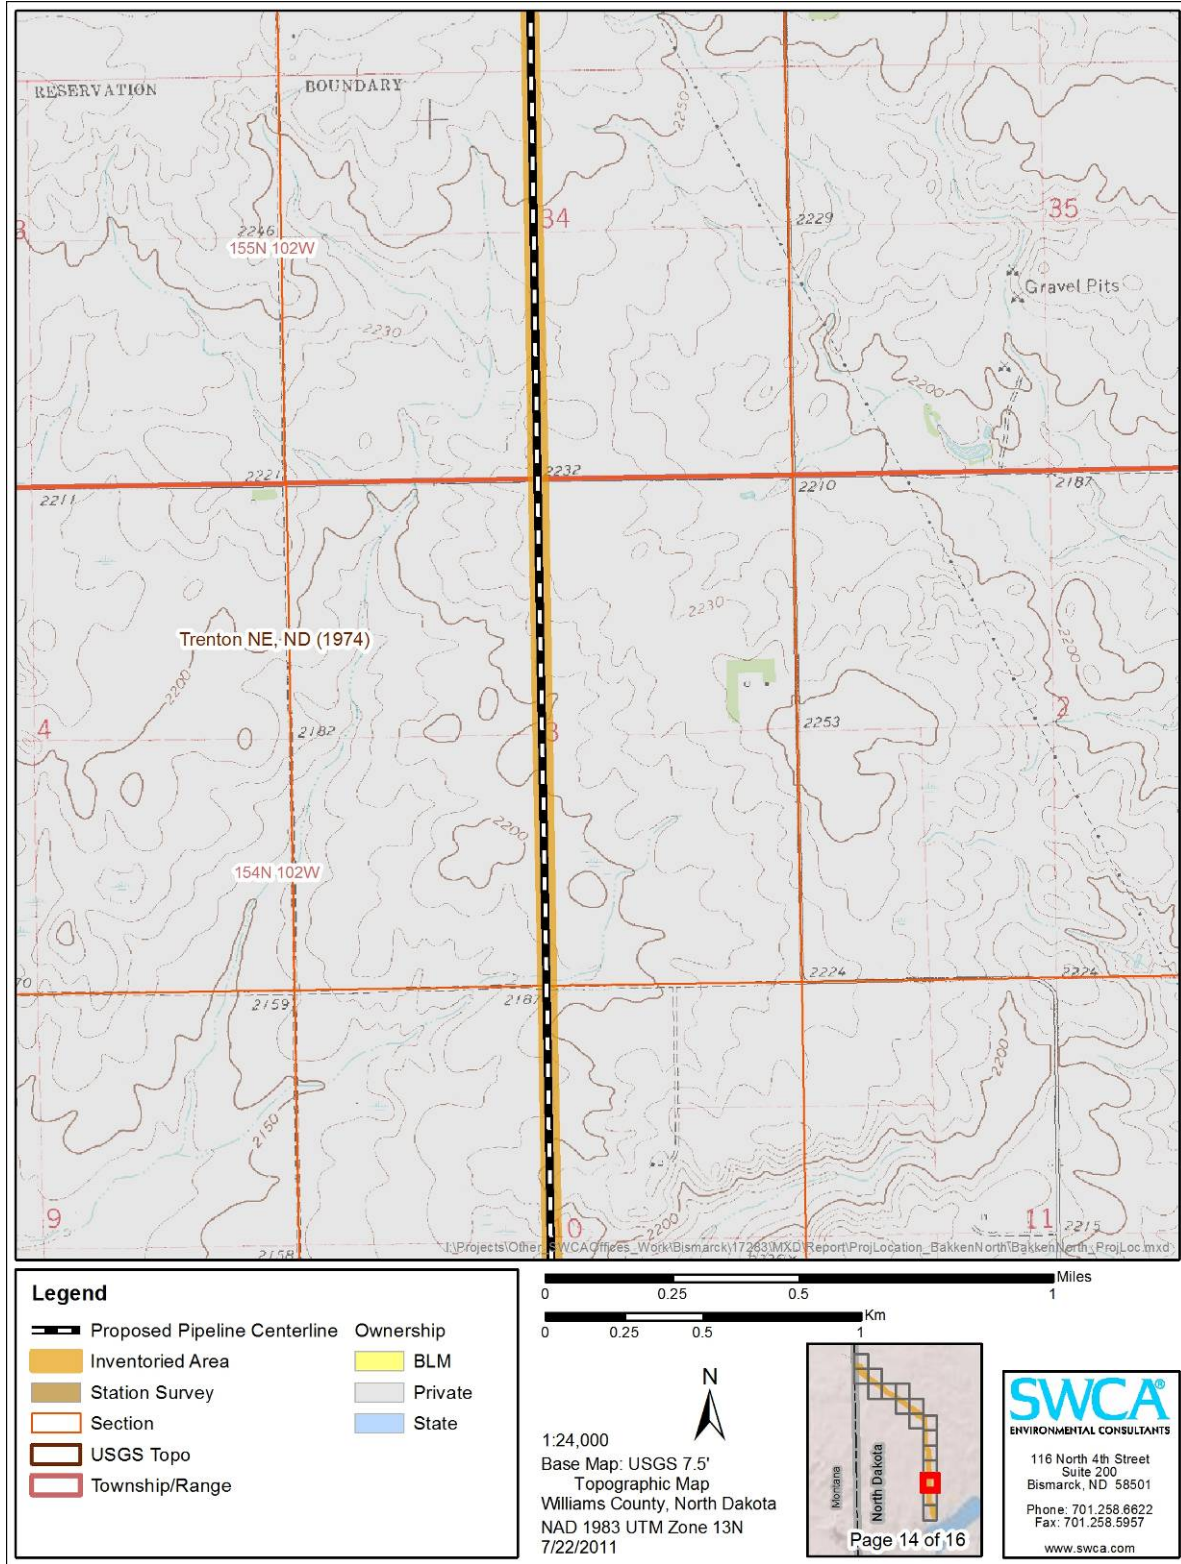 RESERVATION BOUNDARY
2250
34
35
2246
2229
155N 102W
Gravel Pits
2230
2200
2221
2232
2211
2210
2187
2230
Trenton NE, ND (1974)
2200
2200
4
2182
3
2253
2
2200
154N 102W
70
2159
2187
2224
2224
2200
2150
9
2200
10
11
2215
2158
I:\Projects\Other_SWCAOffices_Work\Bismarck\17283\MXD\Report\ProjLocation_BakkenNorth\BakkenNorth_ProjLoc.mxd
Legend
Proposed Pipeline Centerline
Inventoried Area
Station Survey
Section
USGS Topo
Township/Range
Ownership
BLM
Private
State
0 0.25 0.5 1 Miles
0 0.25 0.5 1 Km
N
1:24,000
Base Map: USGS 7.5'
Topographic Map
Williams County, North Dakota
NAD 1983 UTM Zone 13N
7/22/2011
Montana
North Dakota
Page 14 of 16
SWCA®
ENVIRONMENTAL CONSULTANTS
116 North 4th Street
Suite 200
Bismarck, ND 58501
Phone: 701.258.6622
Fax: 701.258.5957
www.swca.com